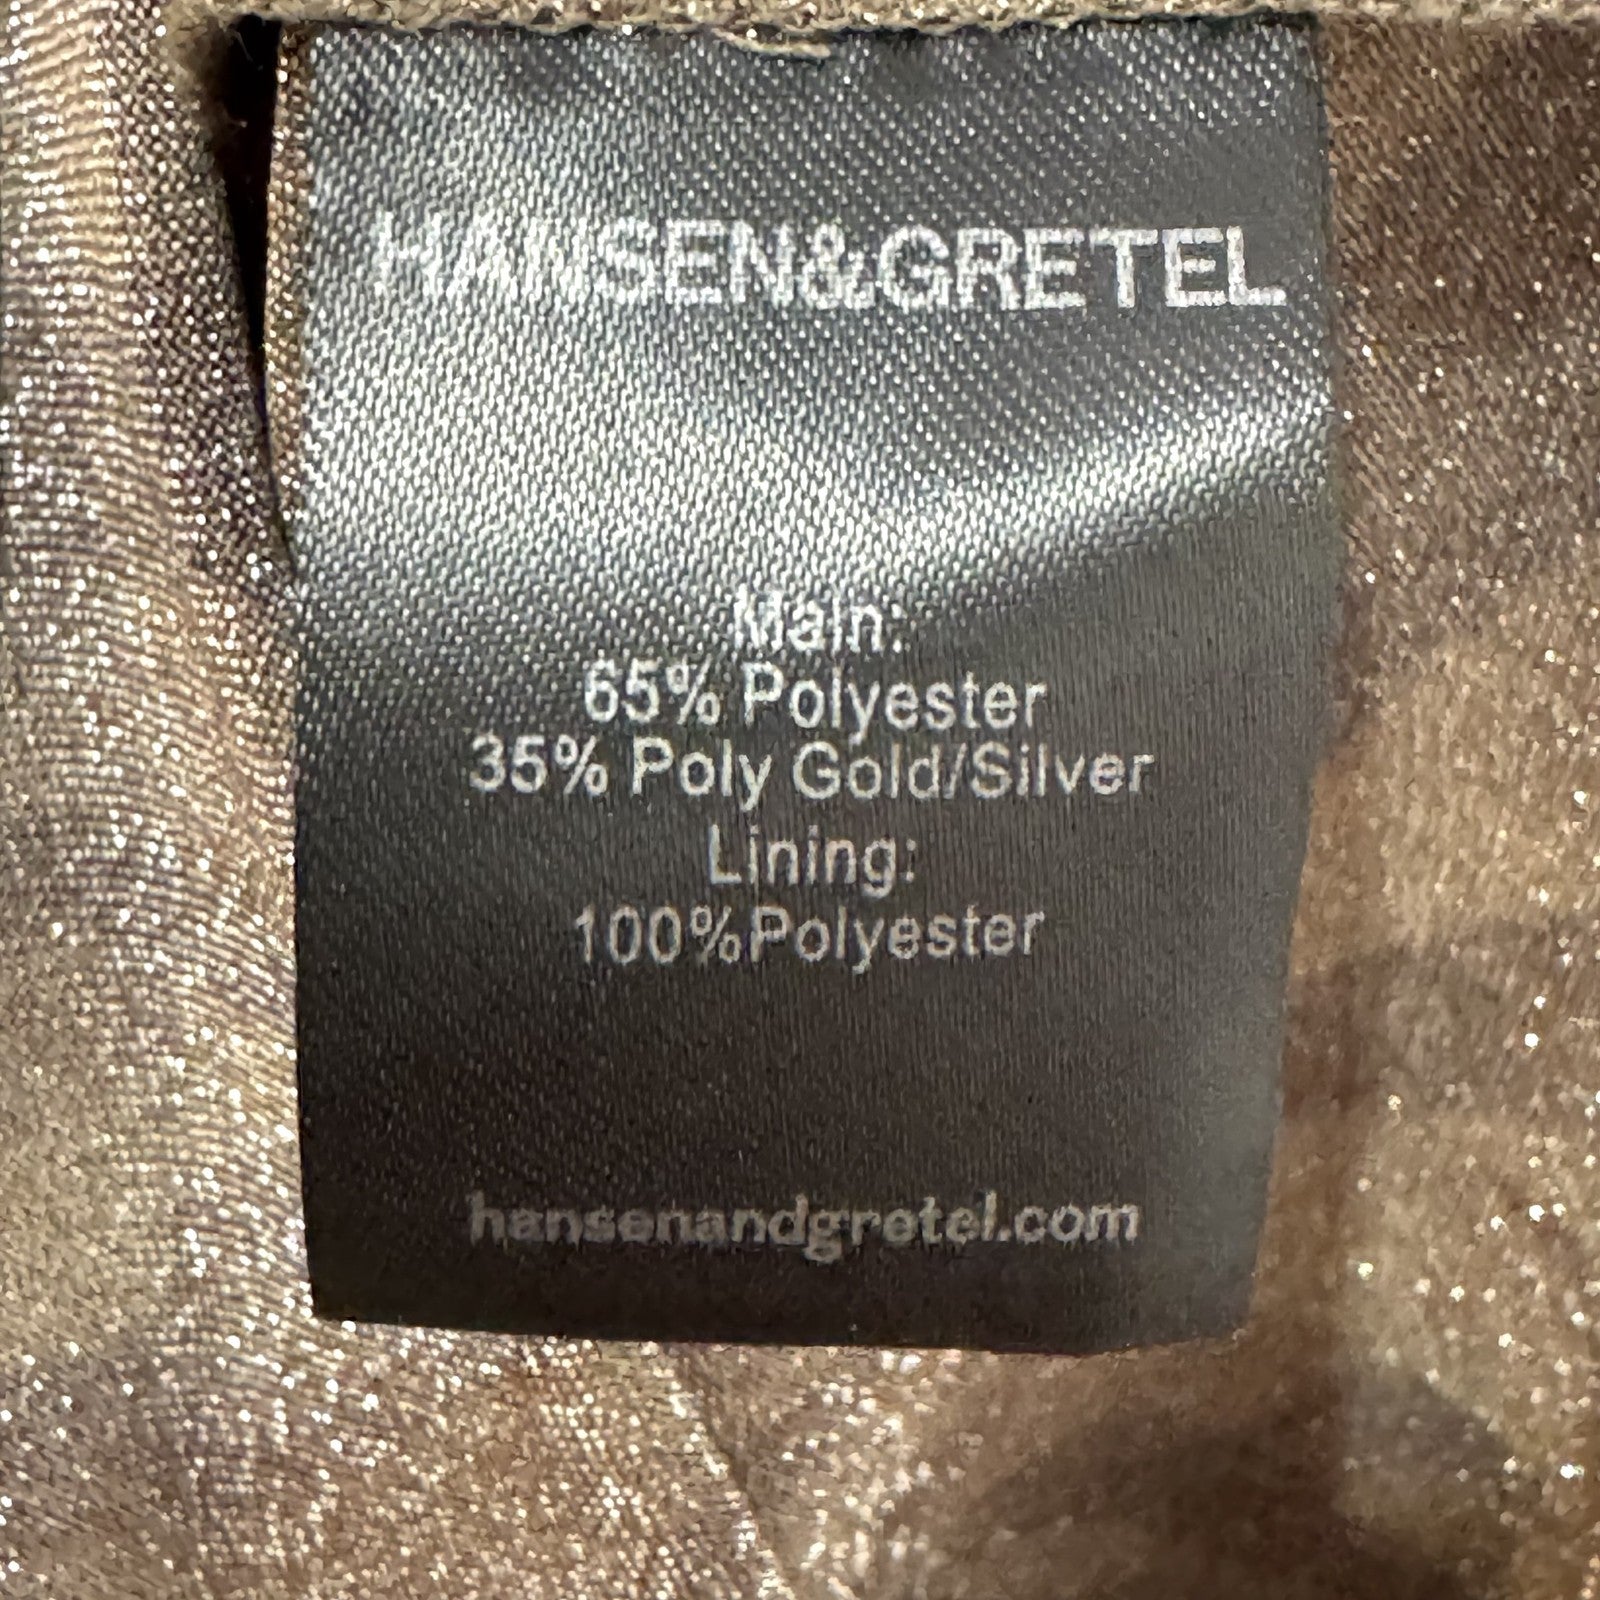 HANSEN&GRETEL
Main:
65% Polyester
35% Poly Gold/Silver
Lining:
100%Polyester
hansenandgretel.com